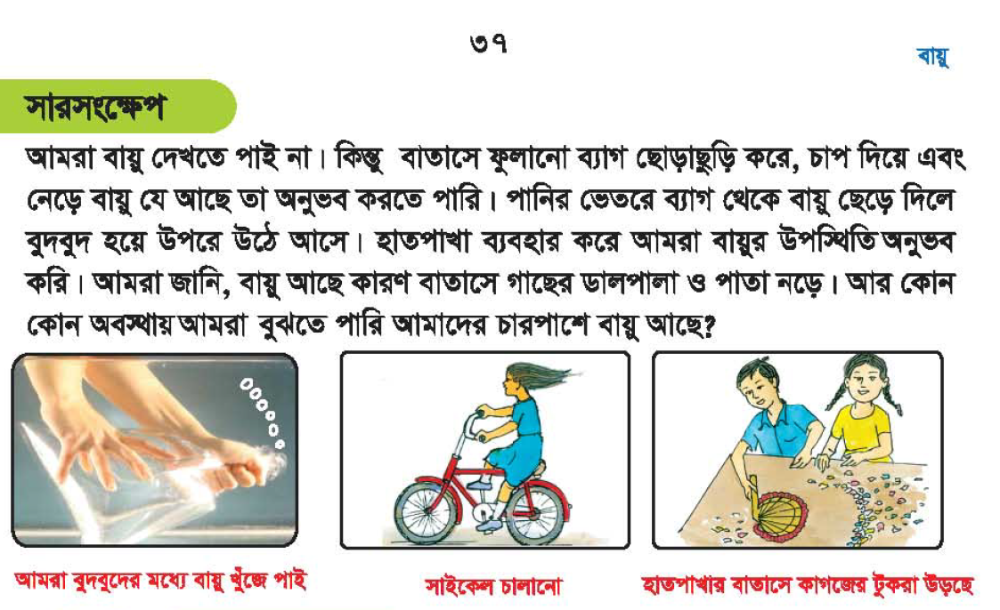 ৩৭
বায়ু
সারসংক্ষেপ
আমরা বায়ু দেখতে পাই না। কিন্তু বাতাসে ফুলানো ব্যাগ ছোড়াছুড়ি করে, চাপ দিয়ে এবং
নেড়ে বায়ু যে আছে তা অনুভব করতে পারি। পানির ভেতরে ব্যাগ থেকে বায়ু ছেড়ে দিলে
বুদবুদ হয়ে উপরে উঠে আসে। হাতপাখা ব্যবহার করে আমরা বায়ুর উপস্থিতি অনুভব
করি। আমরা জানি, বায়ু আছে কারণ বাতাসে গাছের ডালপালা ও পাতা নড়ে। আর কোন
কোন অবস্থায় আমরা বুঝতে পারি আমাদের চারপাশে বায়ু আছে?
আমরা বুদবুদের মধ্যে বায়ু খুঁজে পাই
সাইকেল চালানো
হাতপাখার বাতাসে কাগজের টুকরা উড়ছে